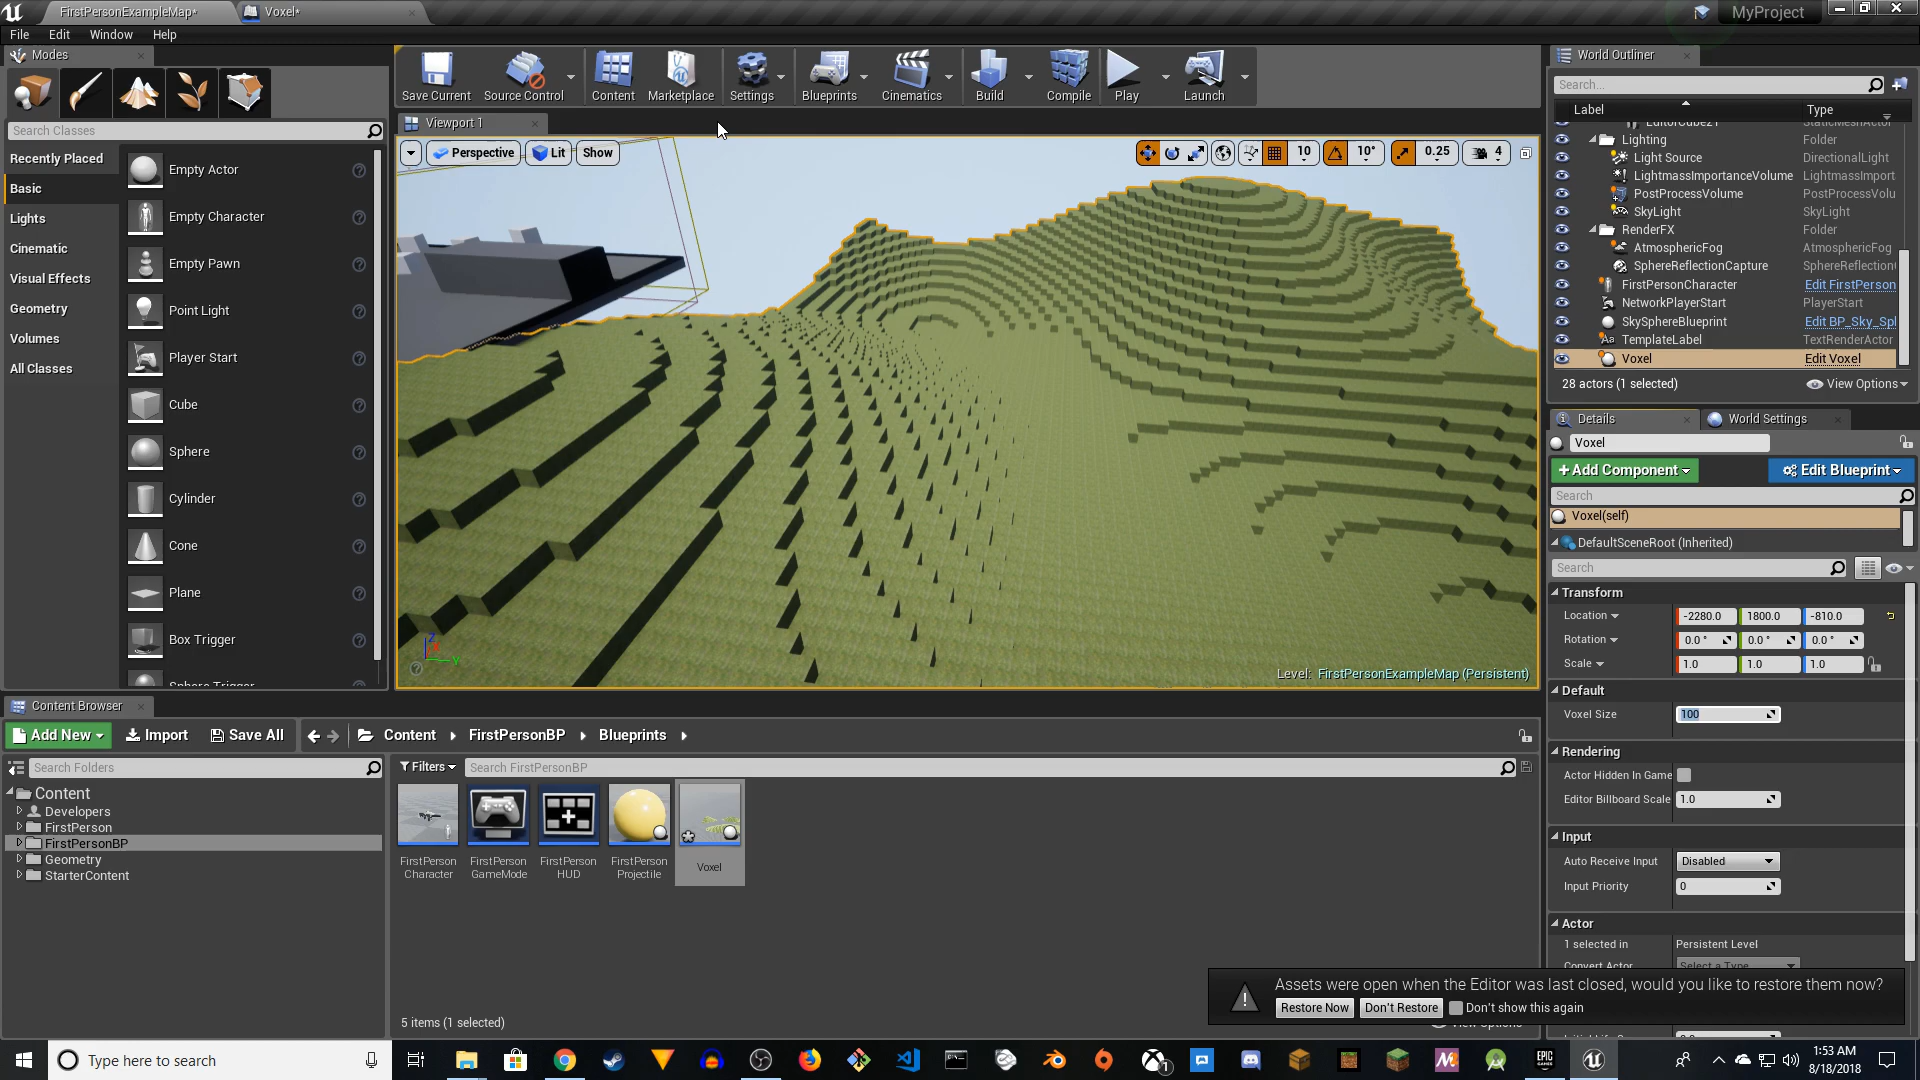 FirstPersonExampleMap*
Voxel*
MyProject
File
Edit
Window
Help
Modes
Search Classes
Recently Placed
Basic
Lights
Cinematic
Visual Effects
Geometry
Volumes
All Classes
Empty Actor
Empty Character
Empty Pawn
Point Light
Player Start
Cube
Sphere
Cylinder
Cone
Plane
Box Trigger
Sphere Trigger
Save Current
Source Control
Content
Marketplace
Settings
Blueprints
Cinematics
Build
Compile
Play
Launch
Viewport 1
Perspective
Lit
Show
10
10°
0.25
4
Level: FirstPersonExampleMap (Persistent)
World Outliner
Search...
Label
Type
EditorCube21
StaticMeshActor
Lighting
Folder
Light Source
DirectionalLight
LightmassImportanceVolume
LightmassImport
PostProcessVolume
PostProcessVolu
SkyLight
SkyLight
RenderFX
Folder
AtmosphericFog
AtmosphericFog
SphereReflectionCapture
SphereReflection
FirstPersonCharacter
Edit FirstPerson
NetworkPlayerStart
PlayerStart
SkySphereBlueprint
Edit BP_Sky_Sp
TemplateLabel
TextRenderActor
Voxel
Edit Voxel
28 actors (1 selected)
View Options
Details
World Settings
Voxel
Add Component
Edit Blueprint
Search
Voxel(self)
DefaultSceneRoot (Inherited)
Search
Transform
Location
-2280.0
1800.0
-810.0
Rotation
0.0 °
0.0 °
0.0 °
Scale
1.0
1.0
1.0
Default
Voxel Size
100
Rendering
Actor Hidden In Game
Editor Billboard Scale
1.0
Input
Auto Receive Input
Disabled
Input Priority
0
Actor
1 selected in
Persistent Level
Convert Actor
Select a Type
Assets were open when the Editor was last closed, would you like to restore them now?
Restore Now
Don't Restore
Don't show this again
Content Browser
Add New
Import
Save All
Content
FirstPersonBP
Blueprints
Search Folders
Filters
Search FirstPersonBP
Content
Developers
FirstPerson
FirstPersonBP
Geometry
StarterContent
FirstPerson
Character
FirstPerson
GameMode
FirstPerson
HUD
FirstPerson
Projectile
Voxel
5 items (1 selected)
View Options
Type here to search
1:53 AM
8/18/2018